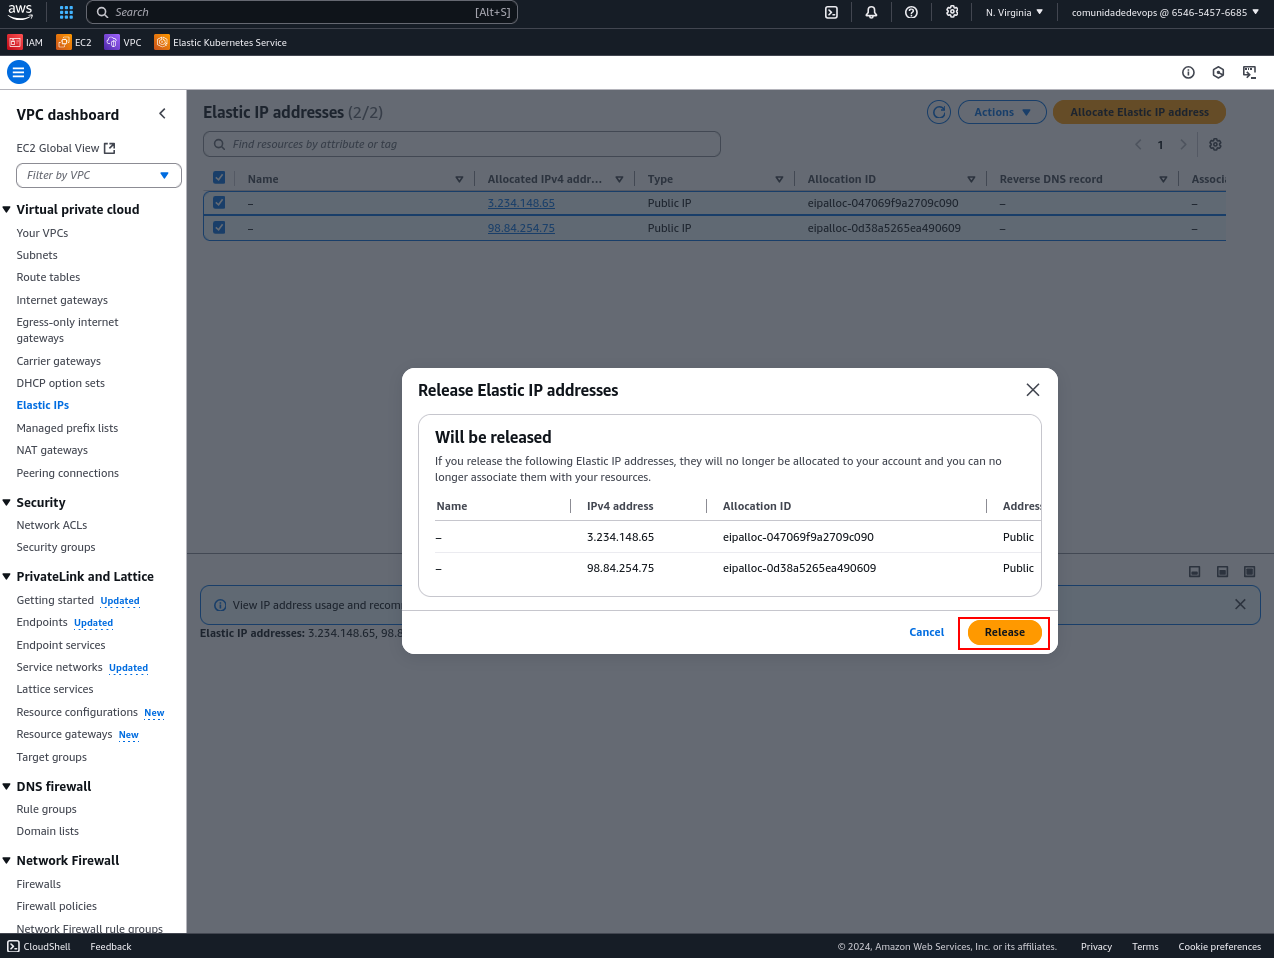 aws
Search
[Alt+S]
N. Virginia
comunidadedevops @ 6546-5457-6685
IAM
EC2
VPC
Elastic Kubernetes Service
VPC dashboard
EC2 Global View
Filter by VPC
Virtual private cloud
Your VPCs
Subnets
Route tables
Internet gateways
Egress-only internet
gateways
Carrier gateways
DHCP option sets
Elastic IPs
Managed prefix lists
NAT gateways
Peering connections
Security
Network ACLs
Security groups
PrivateLink and Lattice
Getting started Updated
Endpoints Updated
Endpoint services
Service networks Updated
Lattice services
Resource configurations New
Resource gateways New
Target groups
DNS firewall
Rule groups
Domain lists
Network Firewall
Firewalls
Firewall policies
Network Firewall rule groups
Elastic IP addresses (2/2)
Actions
Allocate Elastic IP address
Find resources by attribute or tag
1
Name Allocated IPv4 addr... Type Allocation ID Reverse DNS record Associa
– 3.234.148.65 Public IP eipalloc-047069f9a2709c090 – –
– 98.84.254.75 Public IP eipalloc-0d38a5265ea490609 – –
Release Elastic IP addresses
Will be released
If you release the following Elastic IP addresses, they will no longer be allocated to your account and you can no
longer associate them with your resources.
Name IPv4 address Allocation ID Addres
– 3.234.148.65 eipalloc-047069f9a2709c090 Public
– 98.84.254.75 eipalloc-0d38a5265ea490609 Public
Cancel
Release
View IP address usage and recom
Elastic IP addresses: 3.234.148.65, 98.8
CloudShell
Feedback
© 2024, Amazon Web Services, Inc. or its affiliates.
Privacy
Terms
Cookie preferences